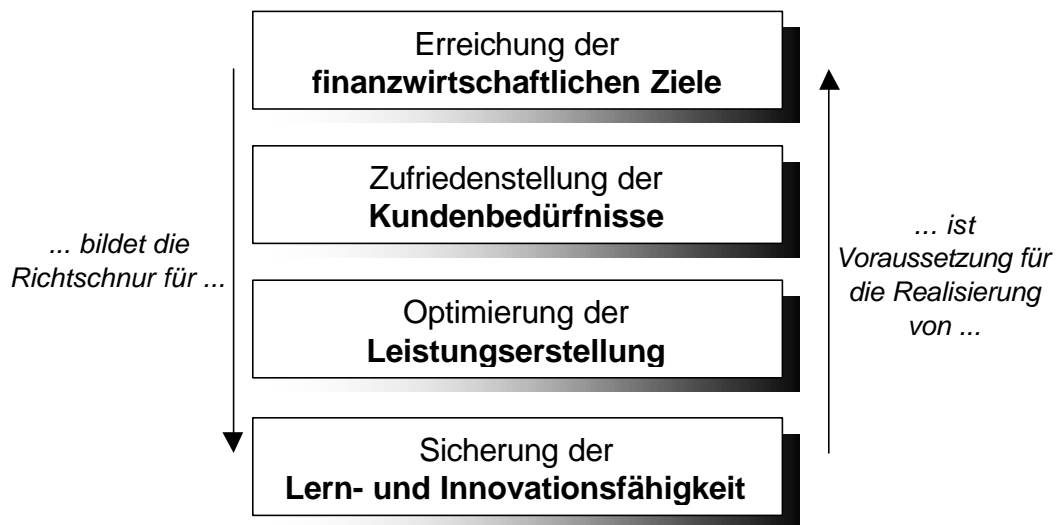 Erreichung der
finanzwirtschaftlichen Ziele
Zufriedenstellung der
Kundenbedürfnisse
... bildet die
Richtschnur für ...
... ist
Voraussetzung für
die Realisierung
von ...
Optimierung der
Leistungserstellung
Sicherung der
Lern- und Innovationsfähigkeit